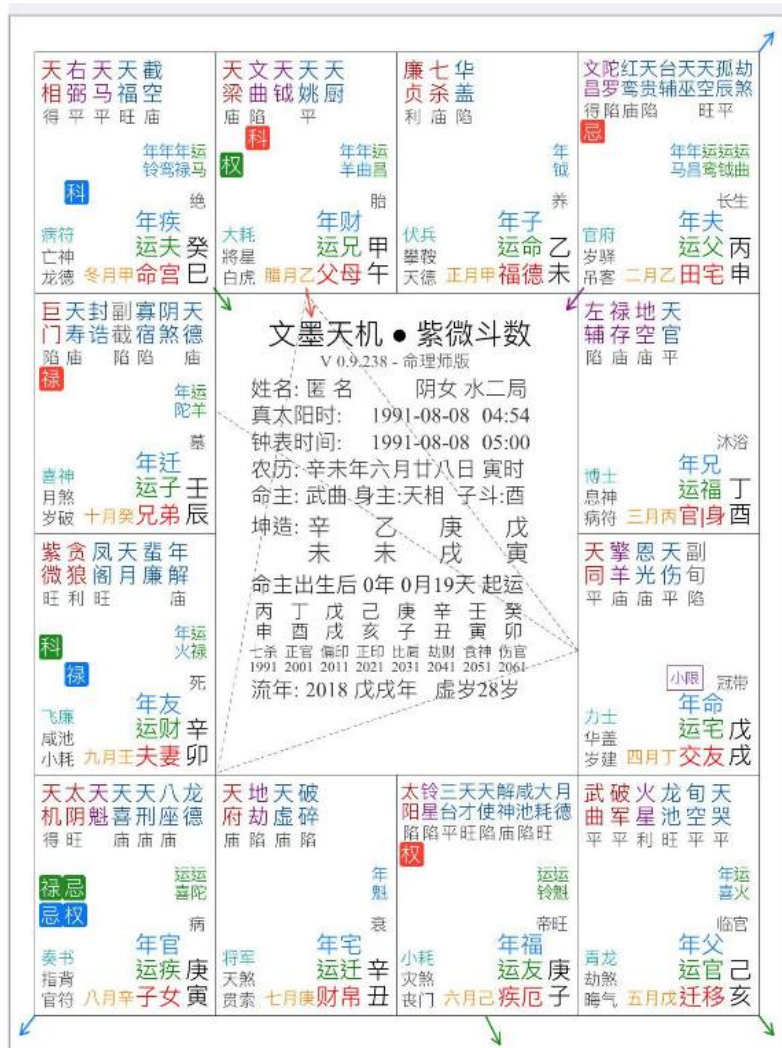 天 右 天 天 截
相 弼 马 福 空
得 平 平 旺 庙
年年年运
铃鸾禄马
科
绝
病符
亡神
龙德
年疾
运夫 癸
冬月甲 命宫 巳
天 文 天 天 天
梁 曲 钺 姚 厨
庙 陷 平
科
权
年年运
羊曲昌
胎
大耗
将星
白虎
年财
运兄 甲
腊月乙 父母 午
廉 七 华
贞 杀 盖
利 庙 陷
年
钺
养
伏兵
攀鞍
天德
年子
运命 乙
正月甲 福德 未
文陀红天台天天孤劫
昌罗鸾贵辅巫空辰煞
得陷庙陷 旺平
忌
年年运运运
马昌鸾钺曲
长生
官府
岁驿
吊客
年夫
运父 丙
二月乙 田宅 申
巨 天 封 副 寡 阴 天
门 寿 诰 截 宿 煞 德
陷 庙 陷 陷 庙
禄
年运
陀羊
墓
喜神
月煞
岁破
年迁
运子 壬
十月癸 兄弟 辰
文墨天机 ● 紫微斗数
V 0.9.238 - 命理师版
姓名: 匿 名 阴女 水二局
真太阳时: 1991-08-08 04:54
钟表时间: 1991-08-08 05:00
农历: 辛未年六月廿八日 寅时
命主: 武曲 身主:天相 子斗:酉
坤造: 辛 乙 庚 戊
未 未 戌 寅
命主出生后 0年 0月19天 起运
丙 丁 戊 己 庚 辛 壬 癸
申 酉 戌 亥 子 丑 寅 卯
七杀 正官 偏印 正印 比肩 劫财 食神 伤官
1991 2001 2011 2021 2031 2041 2051 2061
流年: 2018 戊戌年 虚岁28岁
左 禄 地 天
辅 存 空 官
陷 庙 庙 平
沐浴
博士
息神
病符
年兄
运福 丁
三月丙 官|身 酉
紫 贪 凤 天 蜚 年
微 狼 阁 月 廉 解
旺 利 旺 庙
科
禄
年运
火禄
死
飞廉
咸池
小耗
年友
运财 辛
九月壬 夫妻 卯
天 擎 恩 天 副
同 羊 光 伤 旬
平 庙 庙 平 陷
小限
冠带
力士
华盖
岁建
年命
运宅 戊
四月丁 交友 戌
天 太 天 天 天 八 龙
机 阴 魁 喜 刑 座 德
得 旺 庙 庙 庙
禄 忌
忌 权
运运
喜陀
病
奏书
指背
官符
年官
运疾 庚
八月辛 子女 寅
天 地 天 破
府 劫 虚 碎
庙 陷 庙 陷
年
魁
衰
将军
天煞
贯索
年宅
运迁 辛
七月庚 财帛 丑
太铃三天天解咸大月
阳星台才使神池耗德
陷陷平旺陷庙陷旺
权
运运
铃魁
帝旺
小耗
灾煞
丧门
年福
运友 庚
六月己 疾厄 子
武 破 火 龙 旬 天
曲 军 星 池 空 哭
平 平 利 旺 平 平
年运
喜火
临官
青龙
劫煞
晦气
年父
运官 己
五月戊 迁移 亥